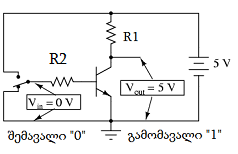 R1
R2
5 V
V_in = 0 V
V_out = 5 V
შემავალი "0"
გამომავალი "1"